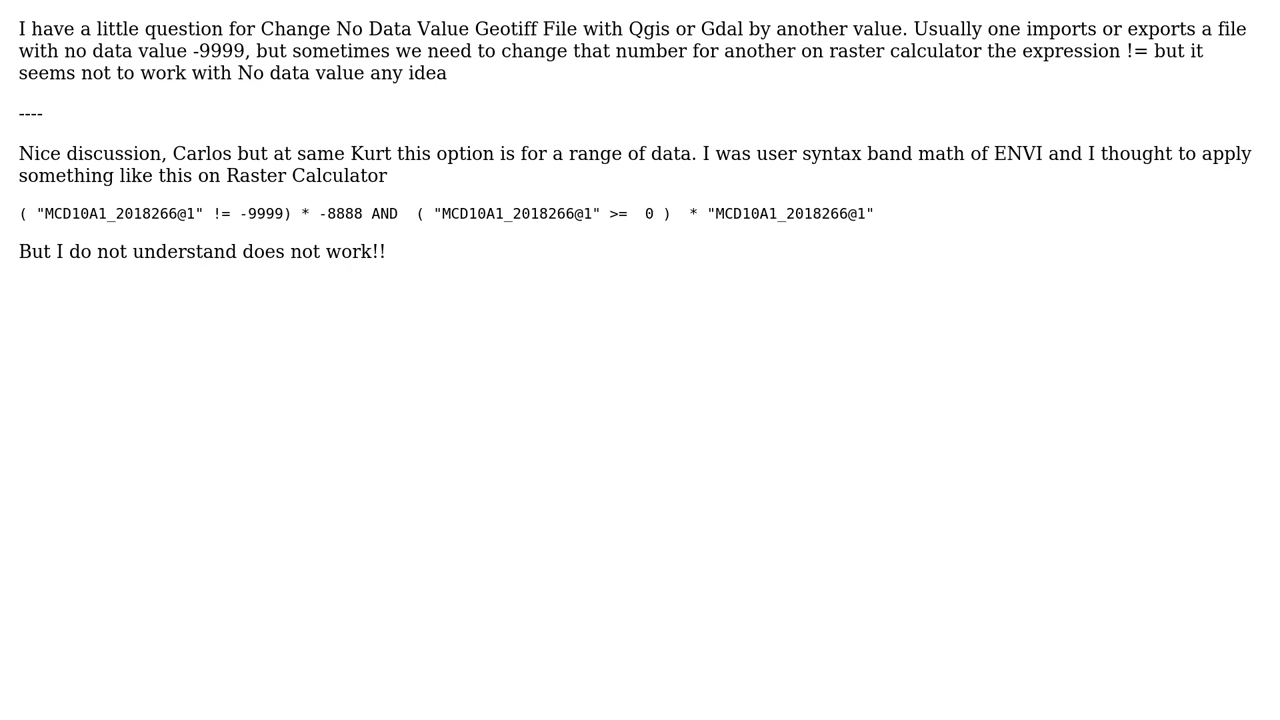 I have a little question for Change No Data Value Geotiff File with Qgis or Gdal by another value. Usually one imports or exports a file
with no data value -9999, but sometimes we need to change that number for another on raster calculator the expression != but it
seems not to work with No data value any idea
----
Nice discussion, Carlos but at same Kurt this option is for a range of data. I was user syntax band math of ENVI and I thought to apply
something like this on Raster Calculator
( "MCD10A1_2018266@1" != -9999) * -8888 AND  ( "MCD10A1_2018266@1" >=  0 )  * "MCD10A1_2018266@1"
But I do not understand does not work!!